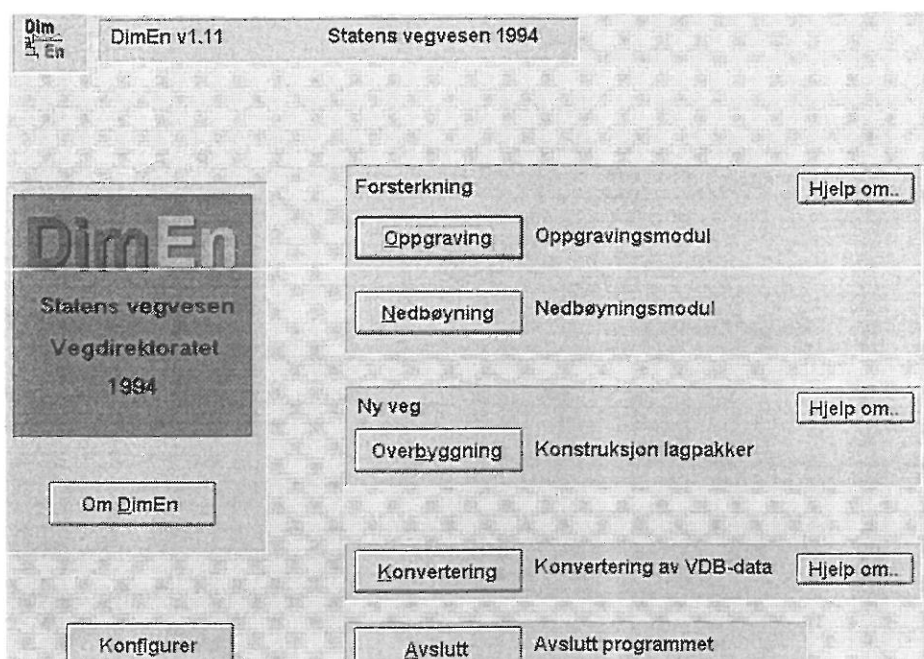 Dim
En
DimEn v1.11 Statens vegvesen 1994
DimEn
Statens vegvesen
Vegdirektoratet
1994
Om DimEn
Konfigurer
Forsterkning Hjelp om..
Oppgraving Oppgravingsmodul
Nedbøyning Nedbøyningsmodul
Ny veg Hjelp om..
Overbyggning Konstruksjon lagpakker
Konvertering Konvertering av VDB-data Hjelp om..
Avslutt Avslutt programmet